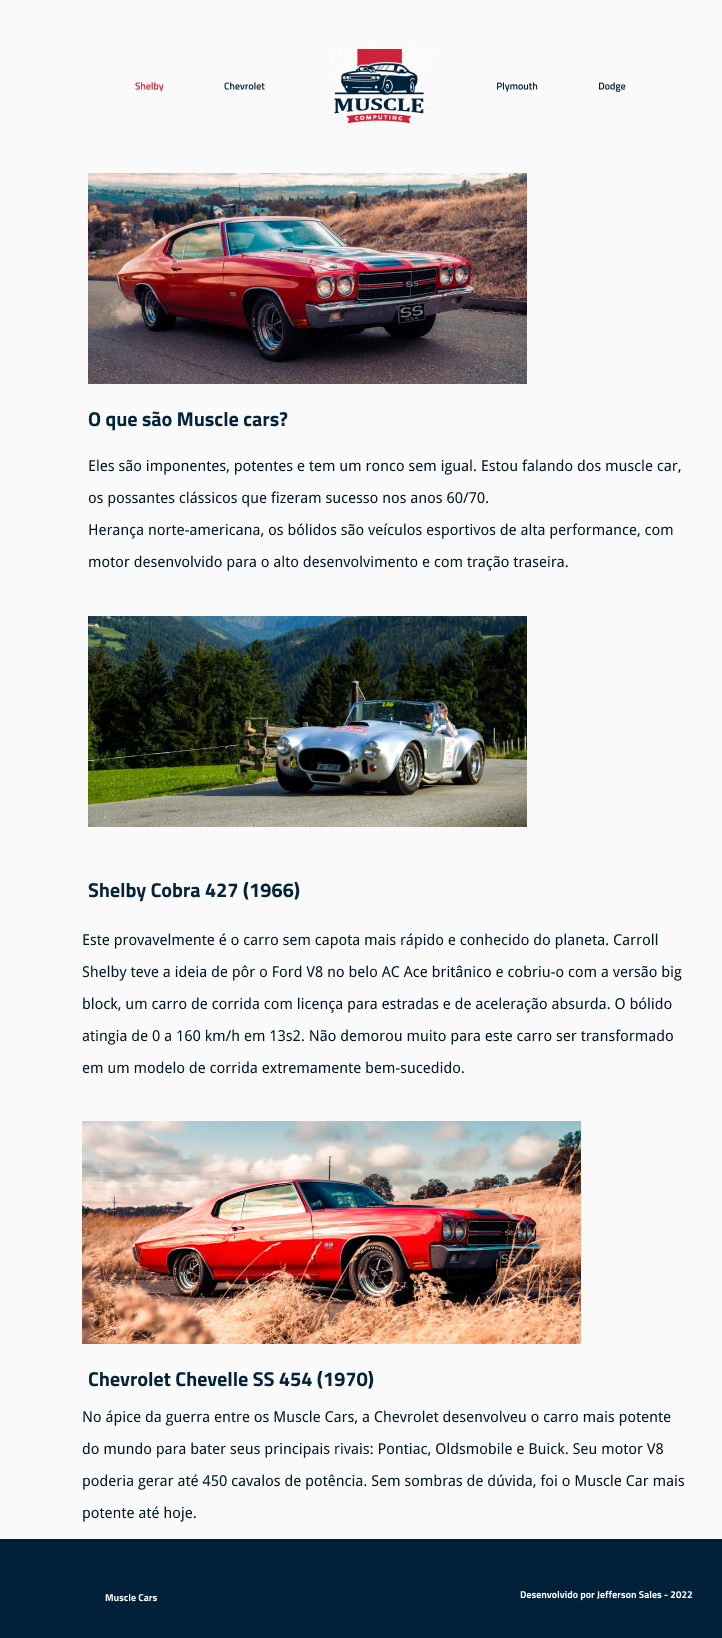 Shelby
Chevrolet
MUSCLE
COMPUTING
Plymouth
Dodge
SS
SS
SS
O que são Muscle cars?
Eles são imponentes, potentes e tem um ronco sem igual. Estou falando dos muscle car,
os possantes clássicos que fizeram sucesso nos anos 60/70.
Herança norte-americana, os bólidos são veículos esportivos de alta performance, com
motor desenvolvido para o alto desenvolvimento e com tração traseira.
136
Shelby Cobra 427 (1966)
Este provavelmente é o carro sem capota mais rápido e conhecido do planeta. Carroll
Shelby teve a ideia de pôr o Ford V8 no belo AC Ace britânico e cobriu-o com a versão big
block, um carro de corrida com licença para estradas e de aceleração absurda. O bólido
atingia de 0 a 160 km/h em 13s2. Não demorou muito para este carro ser transformado
em um modelo de corrida extremamente bem-sucedido.
SS
SS
SS
Chevrolet Chevelle SS 454 (1970)
No ápice da guerra entre os Muscle Cars, a Chevrolet desenvolveu o carro mais potente
do mundo para bater seus principais rivais: Pontiac, Oldsmobile e Buick. Seu motor V8
poderia gerar até 450 cavalos de potência. Sem sombras de dúvida, foi o Muscle Car mais
potente até hoje.
Muscle Cars
Desenvolvido por Jefferson Sales - 2022